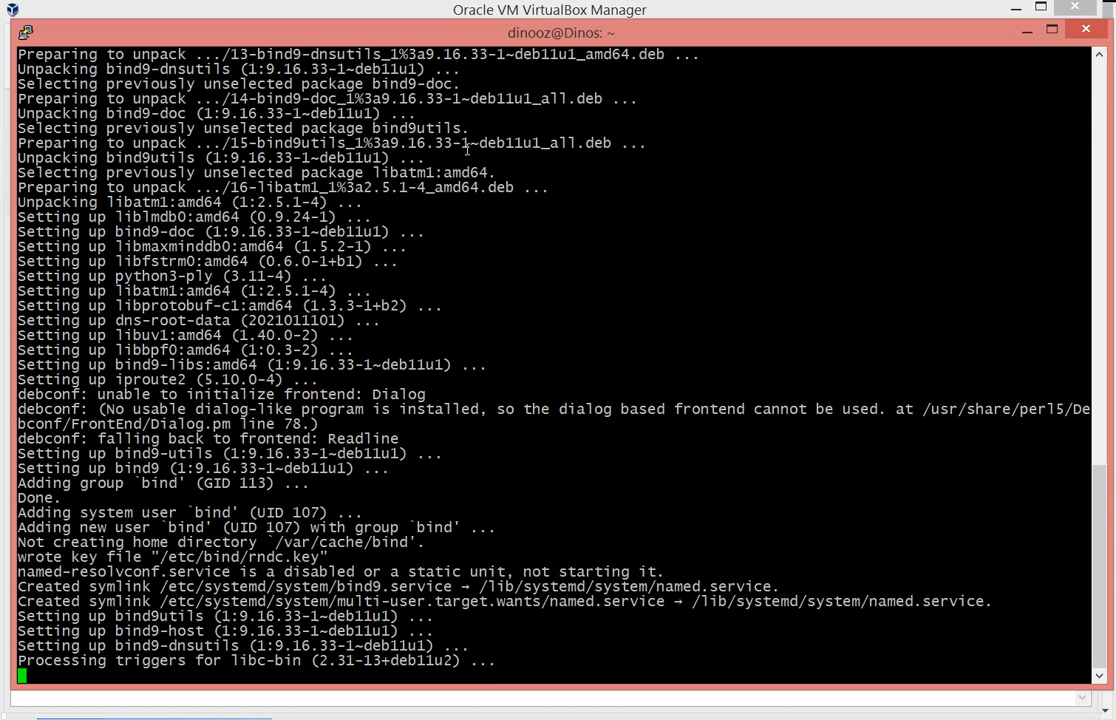 Oracle VM VirtualBox Manager
dinooz@Dinos: ~
Preparing to unpack .../13-bind9-dnsutils_1%3a9.16.33-1~deb11u1_amd64.deb ...
Unpacking bind9-dnsutils (1:9.16.33-1~deb11u1) ...
Selecting previously unselected package bind9-doc.
Preparing to unpack .../14-bind9-doc_1%3a9.16.33-1~deb11u1_all.deb ...
Unpacking bind9-doc (1:9.16.33-1~deb11u1) ...
Selecting previously unselected package bind9utils.
Preparing to unpack .../15-bind9utils_1%3a9.16.33-1~deb11u1_all.deb ...
Unpacking bind9utils (1:9.16.33-1~deb11u1) ...
Selecting previously unselected package libatm1:amd64.
Preparing to unpack .../16-libatm1_1%3a2.5.1-4_amd64.deb ...
Unpacking libatm1:amd64 (1:2.5.1-4) ...
Setting up liblmdb0:amd64 (0.9.24-1) ...
Setting up bind9-doc (1:9.16.33-1~deb11u1) ...
Setting up libmaxminddb0:amd64 (1.5.2-1) ...
Setting up libfstrm0:amd64 (0.6.0-1+b1) ...
Setting up python3-ply (3.11-4) ...
Setting up libatm1:amd64 (1:2.5.1-4) ...
Setting up libprotobuf-c1:amd64 (1.3.3-1+b2) ...
Setting up dns-root-data (2021011101) ...
Setting up libuv1:amd64 (1.40.0-2) ...
Setting up libbpf0:amd64 (1:0.3-2) ...
Setting up bind9-libs:amd64 (1:9.16.33-1~deb11u1) ...
Setting up iproute2 (5.10.0-4) ...
debconf: unable to initialize frontend: Dialog
debconf: (No usable dialog-like program is installed, so the dialog based frontend cannot be used. at /usr/share/perl5/De
bconf/FrontEnd/Dialog.pm line 78.)
debconf: falling back to frontend: Readline
Setting up bind9-utils (1:9.16.33-1~deb11u1) ...
Setting up bind9 (1:9.16.33-1~deb11u1) ...
Adding group `bind' (GID 113) ...
Done.
Adding system user `bind' (UID 107) ...
Adding new user `bind' (UID 107) with group `bind' ...
Not creating home directory `/var/cache/bind'.
wrote key file "/etc/bind/rndc.key"
named-resolvconf.service is a disabled or a static unit, not starting it.
Created symlink /etc/systemd/system/bind9.service → /lib/systemd/system/named.service.
Created symlink /etc/systemd/system/multi-user.target.wants/named.service → /lib/systemd/system/named.service.
Setting up bind9utils (1:9.16.33-1~deb11u1) ...
Setting up bind9-host (1:9.16.33-1~deb11u1) ...
Setting up bind9-dnsutils (1:9.16.33-1~deb11u1) ...
Processing triggers for libc-bin (2.31-13+deb11u2) ...